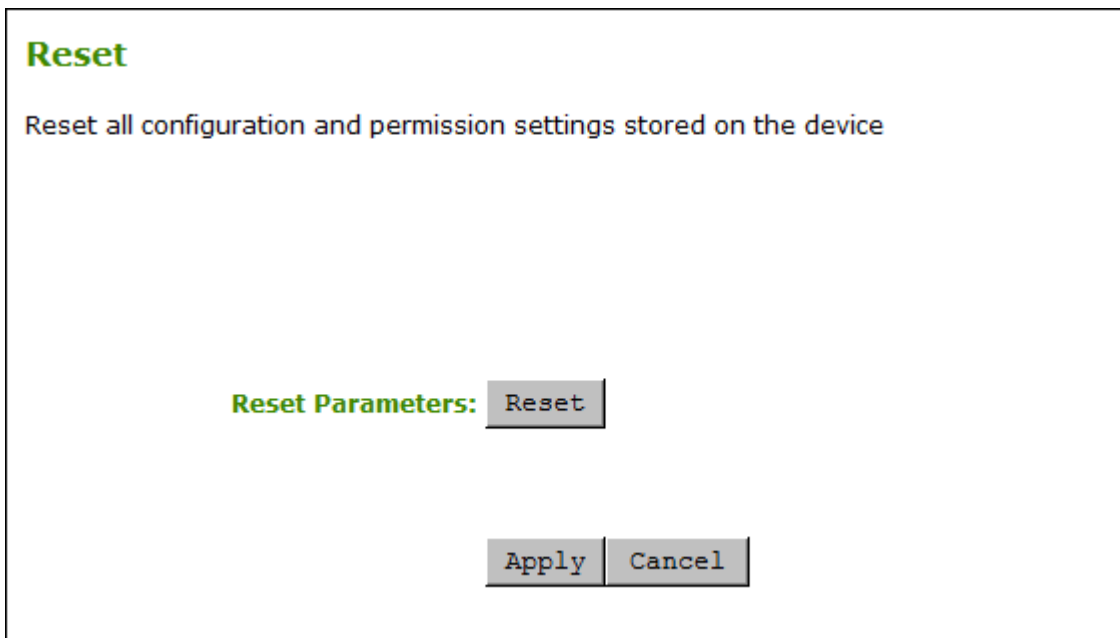 Reset
Reset all configuration and permission settings stored on the device
Reset Parameters: Reset
Apply Cancel